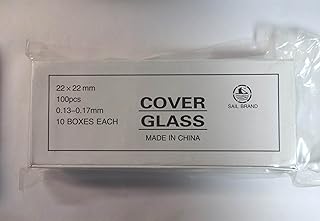 22 × 22 mm
100pcs
0.13-0.17mm
10 BOXES EACH
COVER
GLASS
MADE IN CHINA
SAIL BRAND